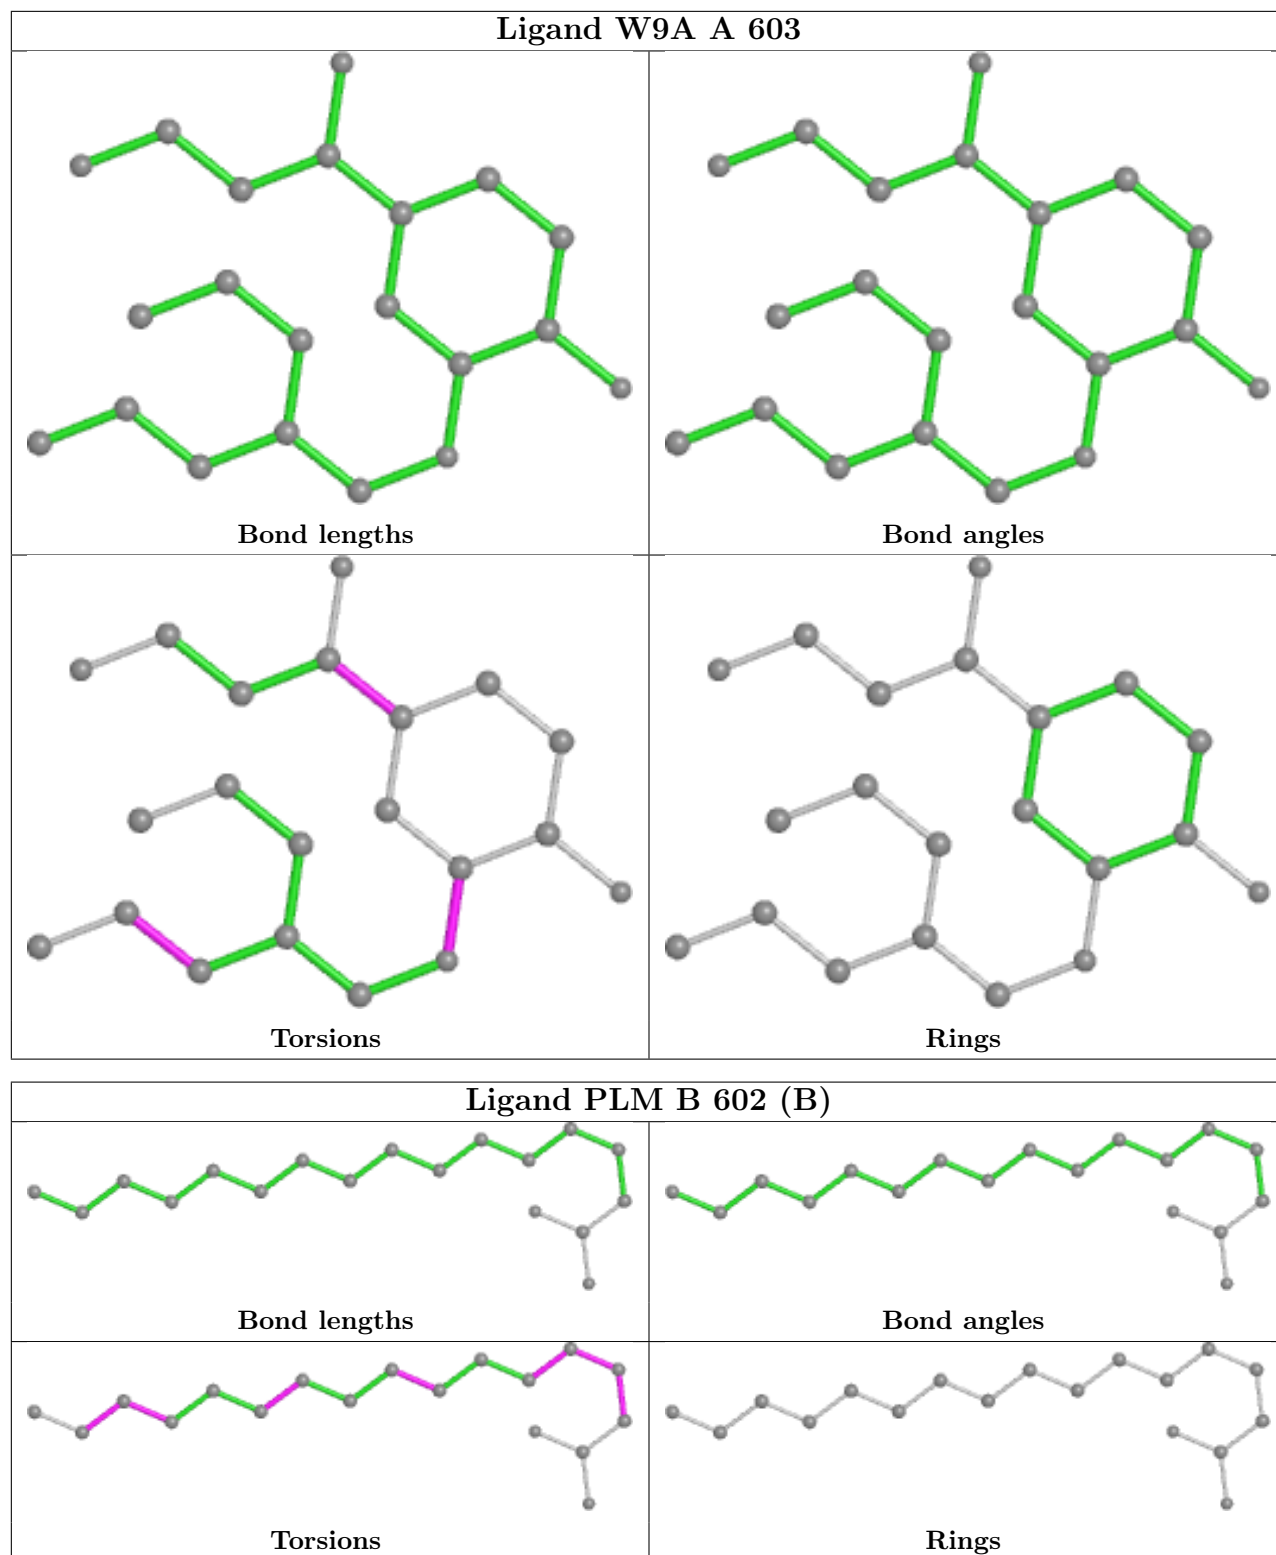 Ligand W9A A 603
Bond lengths
Bond angles
Torsions
Rings
Ligand PLM B 602 (B)
Bond lengths
Bond angles
Torsions
Rings